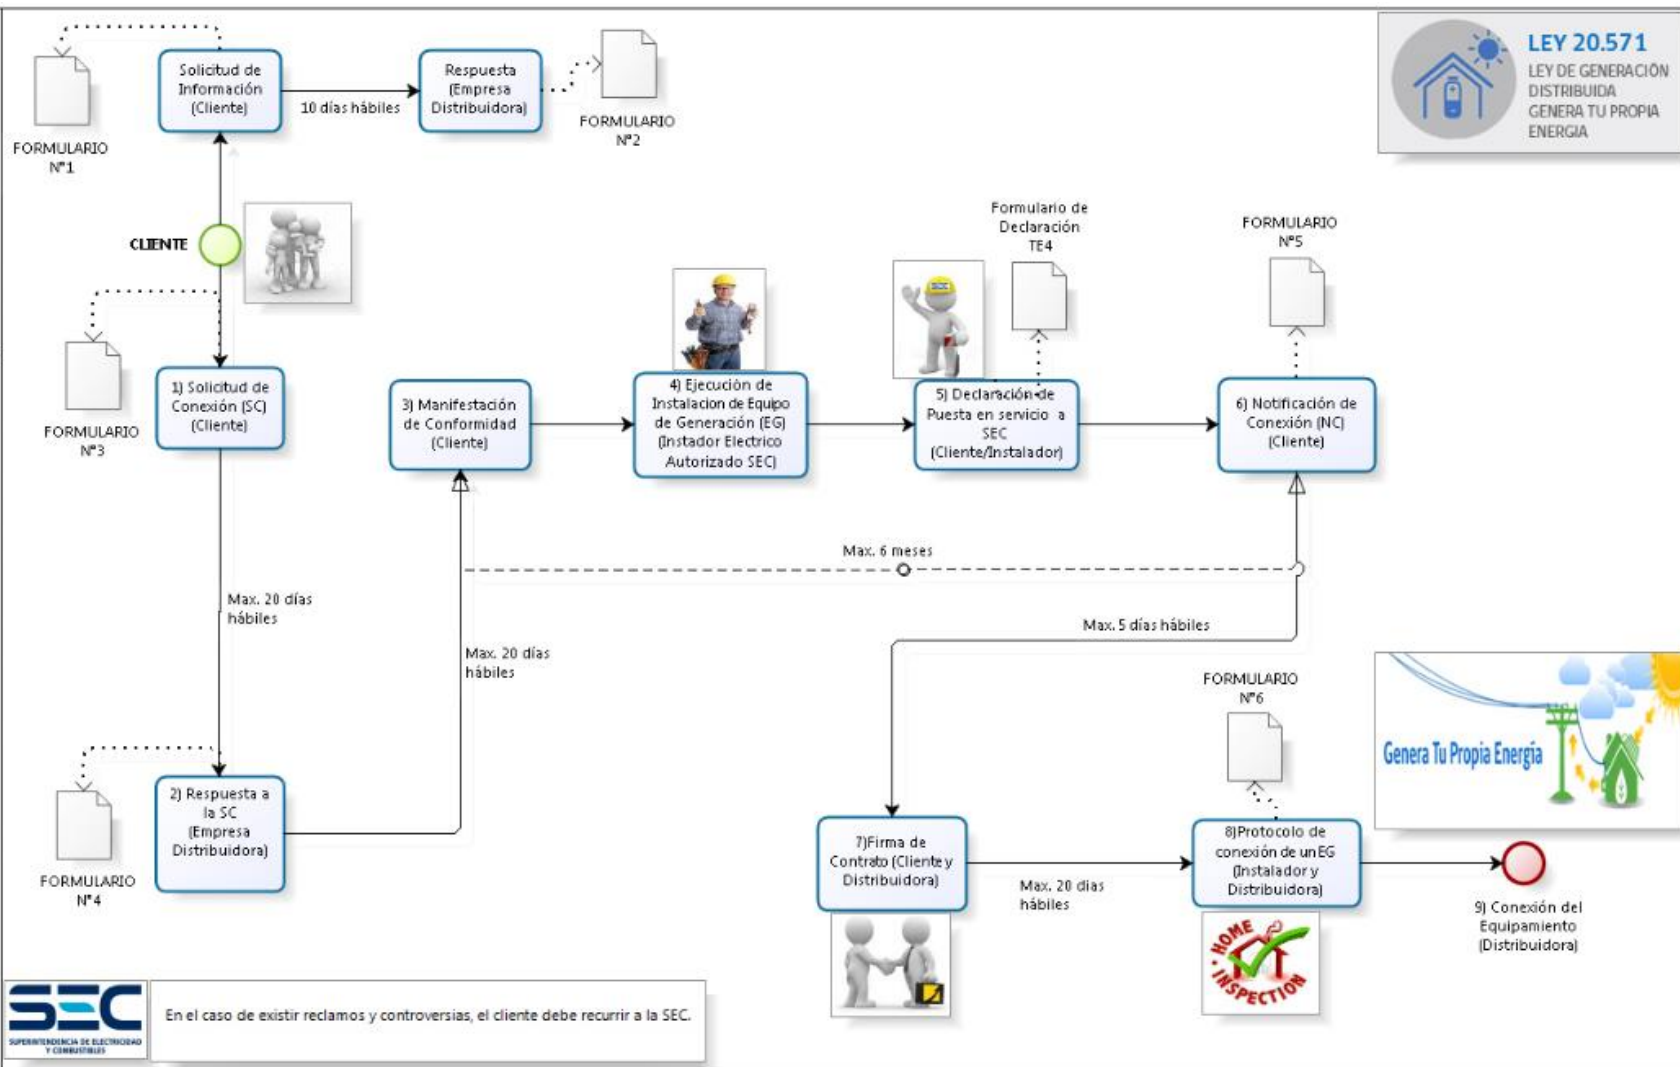 LEY 20.571
LEY DE GENERACIÓN
DISTRIBUIDA
GENERA TU PROPIA
ENERGIA
Solicitud de
Información
(Cliente)
10 días hábiles
Respuesta
(Empresa
Distribuidora)
FORMULARIO
N°1
FORMULARIO
N°2
CLIENTE
FORMULARIO
N°3
1) Solicitud de
Conexión (SC)
(Cliente)
3) Manifestación
de Conformidad
(Cliente)
4) Ejecución de
Instalacion de Equipo
de Generación (EG)
(Instador Electrico
Autorizado SEC)
Formulario de
Declaración
TE4
SEC
5) Declaración de
Puesta en servicio a
SEC
(Cliente/Instalador)
FORMULARIO
N°5
6) Notificación de
Conexión (NC)
(Cliente)
Max. 6 meses
Max. 20 días
hábiles
Max. 20 días
hábiles
Max. 5 días hábiles
FORMULARIO
N°4
2) Respuesta a
la SC
(Empresa
Distribuidora)
FORMULARIO
N°6
Genera Tu Propia Energía
7)Firma de
Contrato (Cliente y
Distribuidora)
Max. 20 dias
hábiles
8)Protocolo de
conexión de un EG
(Instalador y
Distribuidora)
9) Conexión del
Equipamiento
(Distribuidora)
HOME
INSPECTION
SEC
SUPERINTENDENCIA DE ELECTRICIDAD
Y COMBUSTIBLES
En el caso de existir reclamos y controversias, el cliente debe recurrir a la SEC.